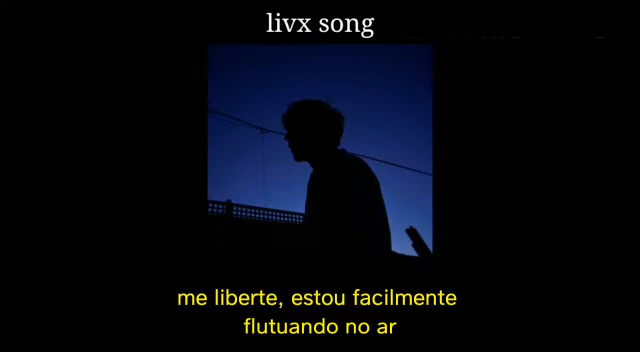 livx song
me liberte, estou facilmente
flutuando no ar